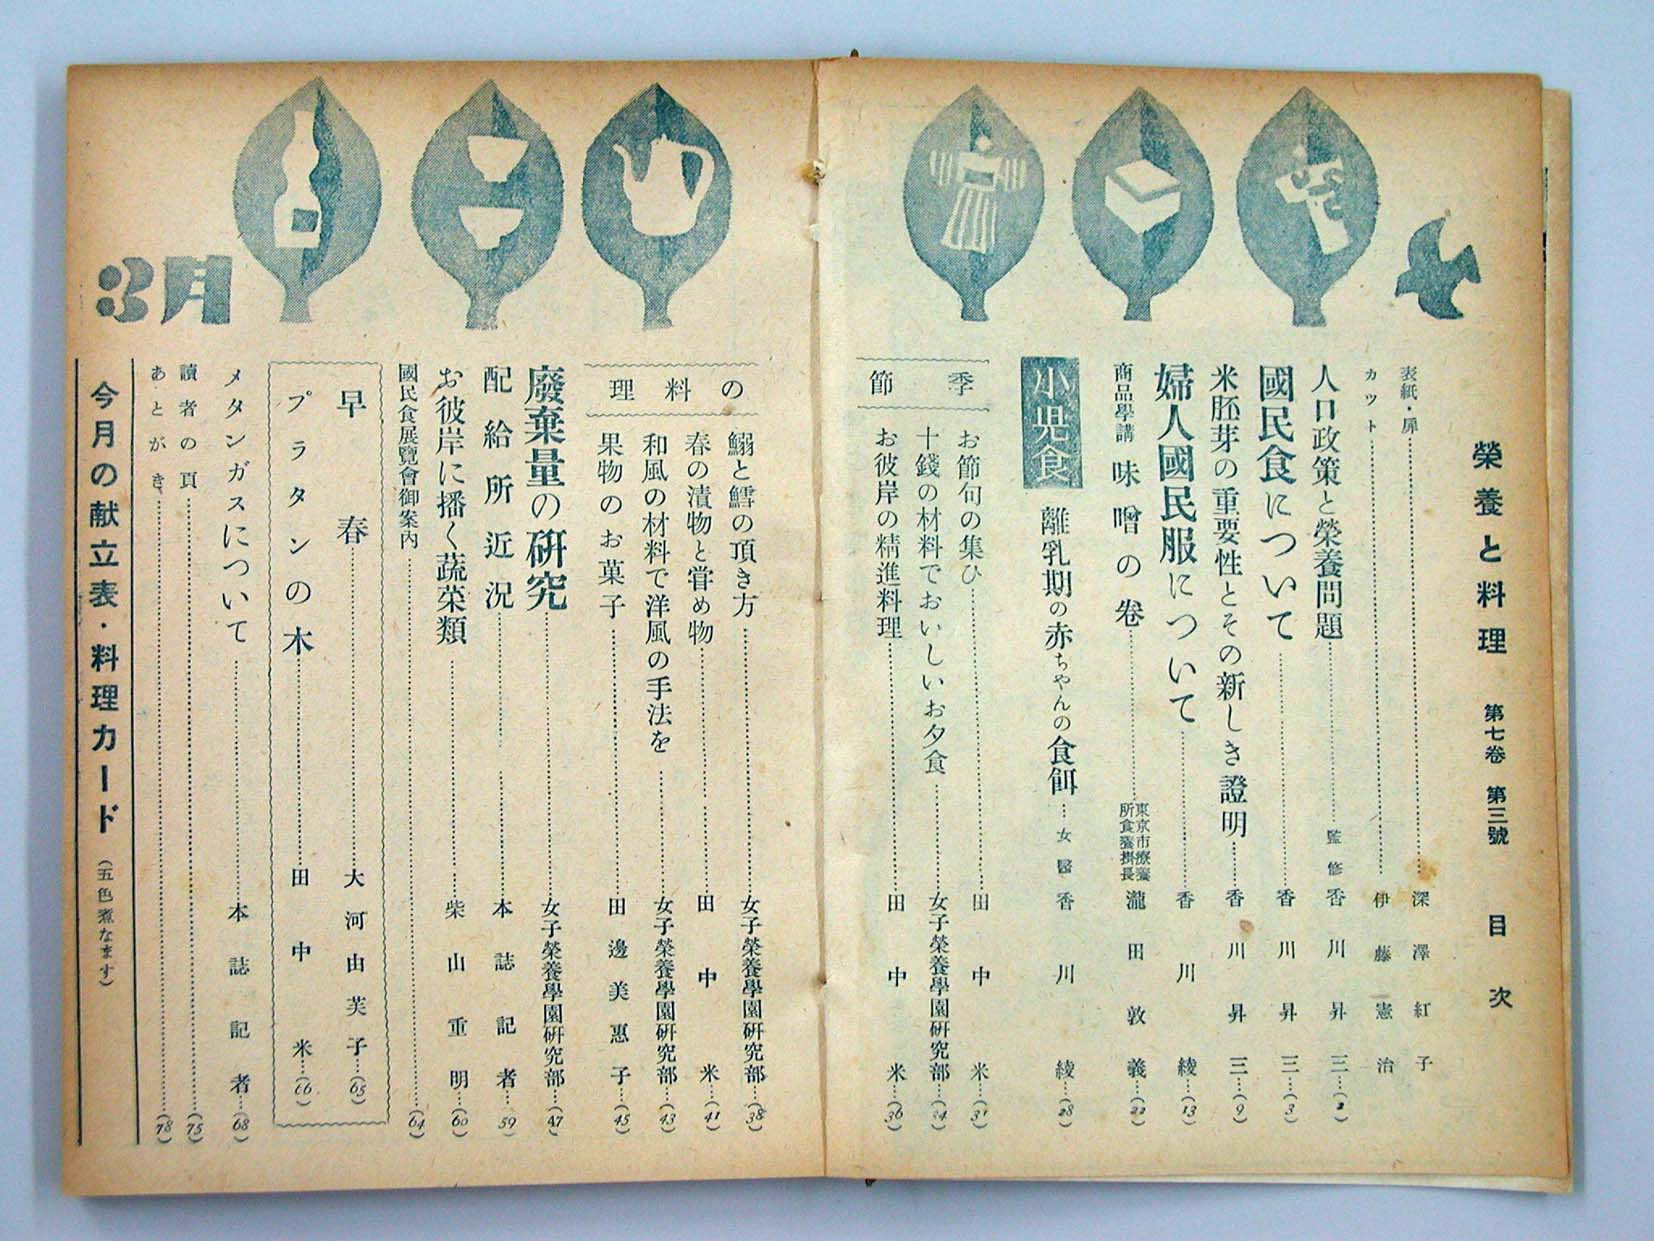 榮養と料理 第七卷 第三號 目次
表紙・扉 深澤紅子
カット 伊藤憲治
人口政策と榮養問題 監修 香川昇三…(2)
國民食について 香川昇三…(3)
米胚芽の重要性とその新しき證明 香川昇三…(9)
婦人國民服について 香川綾…(13)
商品學講 味噌の卷 東京市療養所食養掛長 瀧田敦義…(22)
小児食 離乳期の赤ちやんの食餌 女醫 香川綾…(28)
季節の料理
お節句の集ひ 田中米…(31)
十錢の材料でおいしいお夕食 女子榮養學園研究部…(34)
お彼岸の精進料理 田中米…(36)
鰯と鱈の頂き方 女子榮養學園研究部…(38)
春の漬物と嘗め物 田中米…(41)
和風の材料で洋風の手法を 女子榮養學園研究部…(43)
果物のお菓子 田邊美惠子…(45)
廢棄量の研究 女子榮養學園研究部…(47)
配給所近況 本誌記者…59)
お彼岸に播く蔬菜類 柴山重明…(60)
國民食展覽會御案內 (64)
早春 大河由芙子…(65)
プラタンの木 田中米…(66)
メタンガスについて 本誌記者…(68)
讀者の頁 (75)
あとがき (78)
今月の献立表・料理カード (五色煮なます)
3月